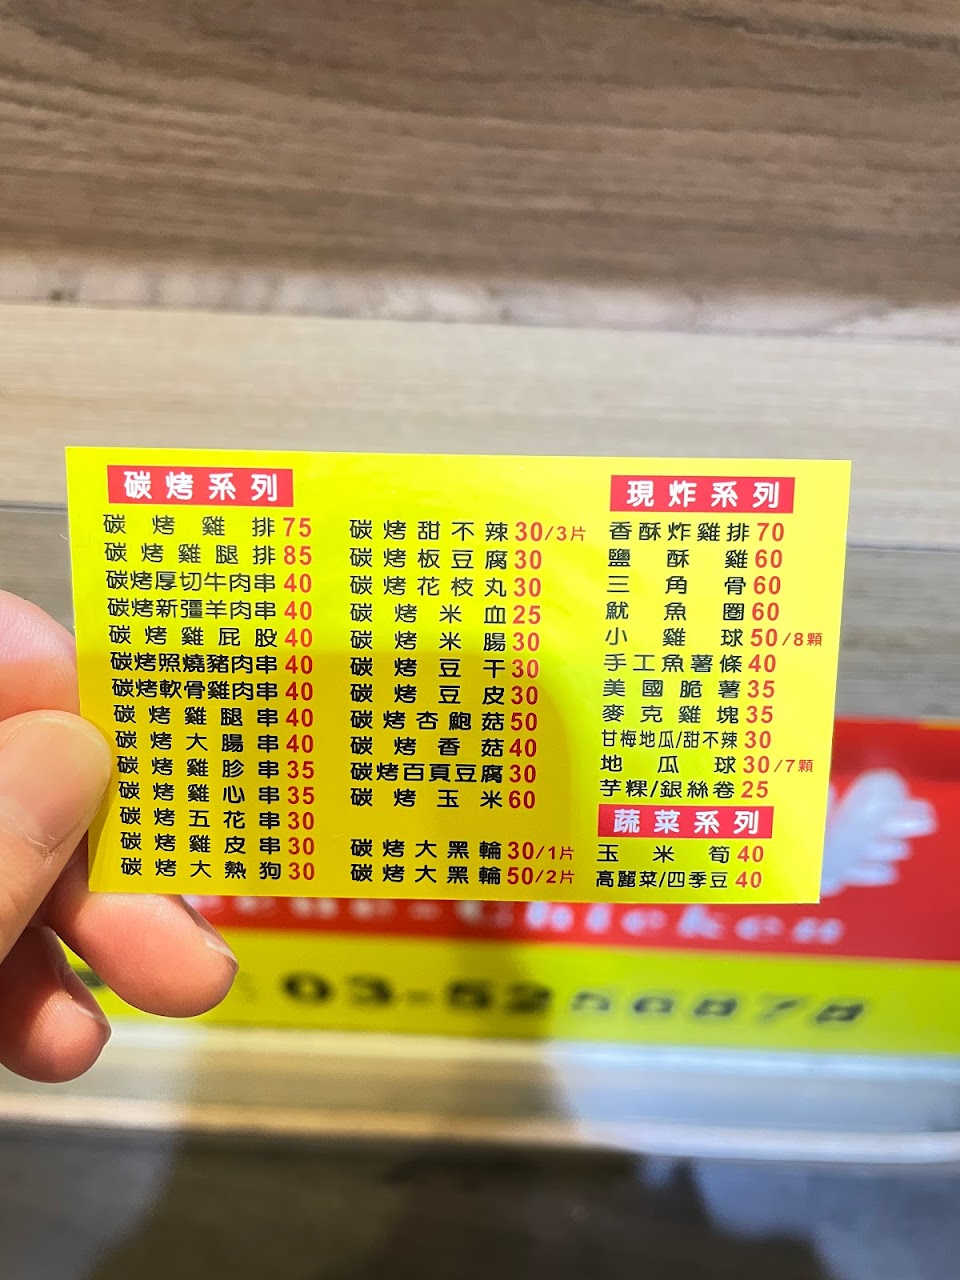 碳烤系列
碳烤雞排75
碳烤雞腿排85
碳烤厚切牛肉串40
碳烤新彊羊肉串40
碳烤雞屁股40
碳烤照燒豬肉串40
碳烤軟骨雞肉串40
碳烤雞腿串40
碳烤大腸串40
碳烤雞胗串35
碳烤雞心串35
碳烤五花串30
碳烤雞皮串30
碳烤大熱狗30
碳烤甜不辣30/3片
碳烤板豆腐30
碳烤花枝丸30
碳烤米血25
碳烤米腸30
碳烤豆干30
碳烤豆皮30
碳烤杏鮑菇50
碳烤香菇40
碳烤百頁豆腐30
碳烤玉米60
碳烤大黑輪30/1片
碳烤大黑輪50/2片
現炸系列
香酥炸雞排70
鹽酥雞60
三角骨60
魷魚圈60
小雞球50/8顆
手工魚薯條40
美國脆薯35
麥克雞塊35
甘梅地瓜/甜不辣30
地瓜球30/7顆
芋粿/銀絲卷25
蔬菜系列
玉米筍40
高麗菜/四季豆40
03-5256878